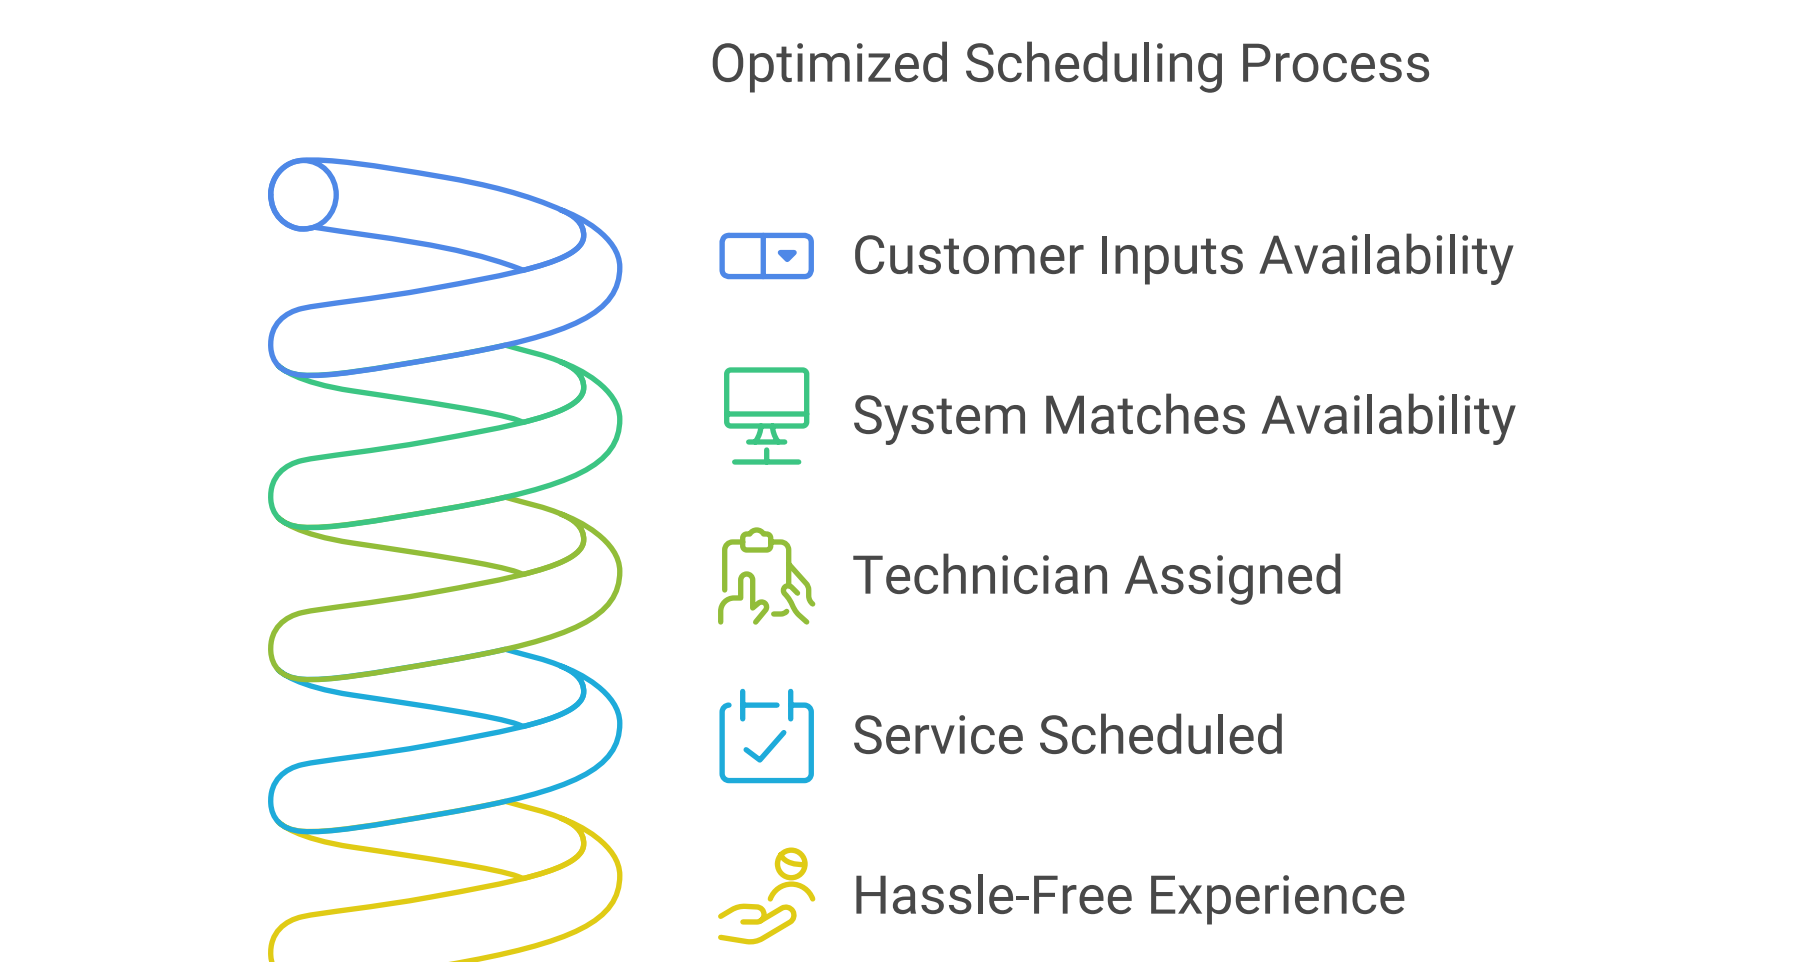 Optimized Scheduling Process
Customer Inputs Availability
System Matches Availability
Technician Assigned
Service Scheduled
Hassle-Free Experience